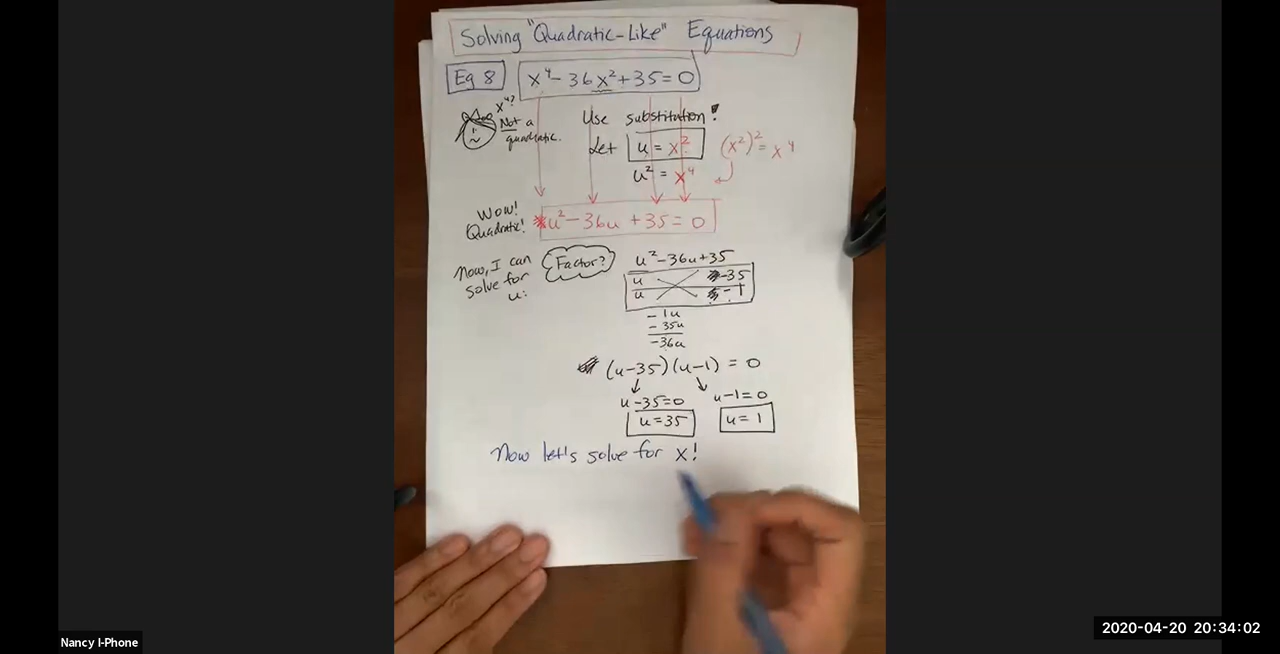 Solving "Quadratic-Like" Equations
Eg 8
x⁴ - 36x² + 35 = 0
x⁴?
Not a
quadratic.
Use substitution!
Let u = x²
(x²)² = x⁴
u² = x⁴
Wow!
Quadratic!
u² - 36u + 35 = 0
Now, I can
solve for
u:
Factor?
u² - 36u + 35
u -35
u -1
-1u
-35u
-36u
(u-35)(u-1) = 0
u-35=0 u-1=0
u=35 u=1
Now let's solve for x!
Nancy I-Phone
2020-04-20 20:34:02